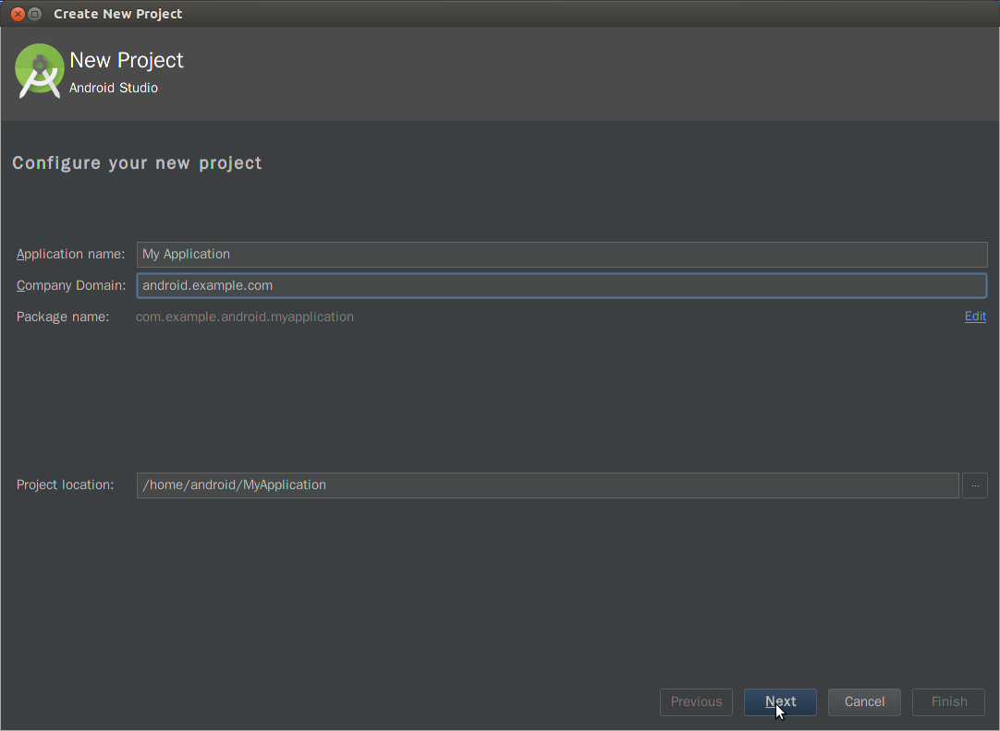 Create New Project
New Project
Android Studio
Configure your new project
Application name: My Application
Company Domain: android.example.com
Package name: com.example.android.myapplication Edit
Project location: /home/android/MyApplication ...
Previous Next Cancel Finish